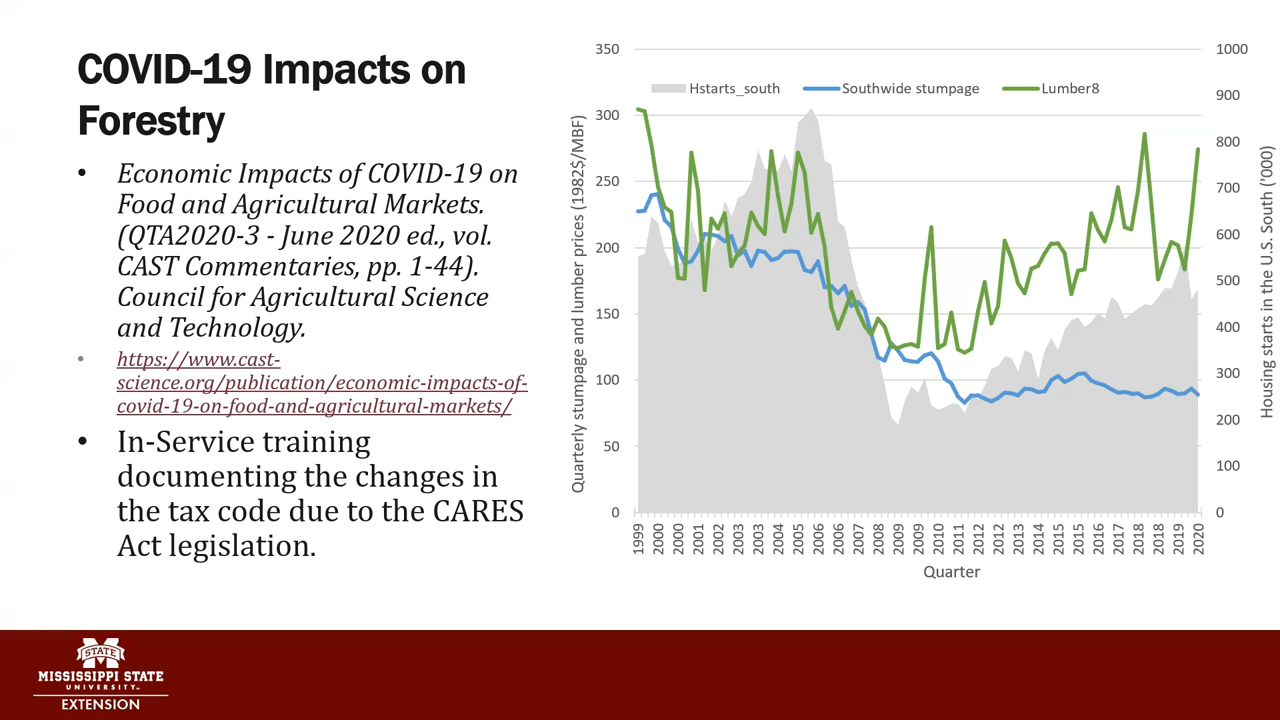 COVID-19 Impacts on
Forestry
• Economic Impacts of COVID-19 on
Food and Agricultural Markets.
(QTA2020-3 - June 2020 ed., vol.
CAST Commentaries, pp. 1-44).
Council for Agricultural Science
and Technology.
• https://www.cast-
science.org/publication/economic-impacts-of-
covid-19-on-food-and-agricultural-markets/
• In-Service training
documenting the changes in
the tax code due to the CARES
Act legislation.
Hstarts_south Southwide stumpage Lumber8
Quarterly stumpage and lumber prices (1982$/MBF)
350
300
250
200
150
100
50
0
1000
900
800
700
600
500
400
300
200
100
0
Housing starts in the U.S. South ('000)
1999 2000 2000 2001 2002 2003 2003 2004 2005 2006 2006 2007 2008 2009 2009 2010 2011 2012 2012 2013 2014 2015 2015 2016 2017 2018 2018 2019 2020
Quarter
STATE
MISSISSIPPI STATE
UNIVERSITY™
EXTENSION